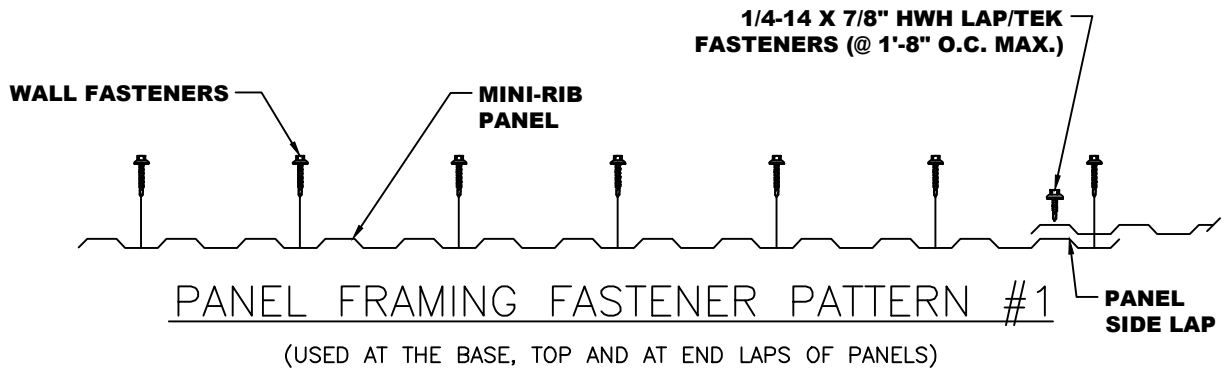 1/4-14 X 7/8" HWH LAP/TEK
FASTENERS (@ 1'-8" O.C. MAX.)
WALL FASTENERS
MINI-RIB
PANEL
PANEL FRAMING FASTENER PATTERN #1
PANEL
SIDE LAP
(USED AT THE BASE, TOP AND AT END LAPS OF PANELS)